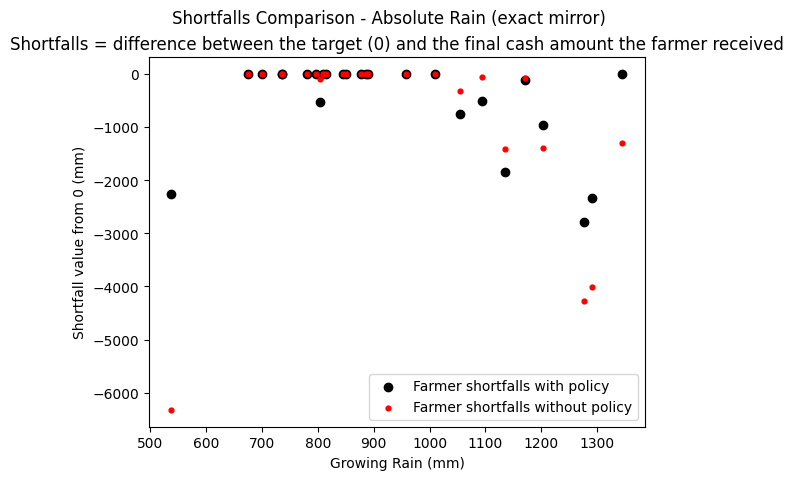 Shortfalls Comparison - Absolute Rain (exact mirror)
Shortfalls = difference between the target (0) and the final cash amount the farmer received
0
−1000
−2000
−3000
−4000
−5000
−6000
Shortfall value from 0 (mm)
Farmer shortfalls with policy
Farmer shortfalls without policy
500 600 700 800 900 1000 1100 1200 1300
Growing Rain (mm)